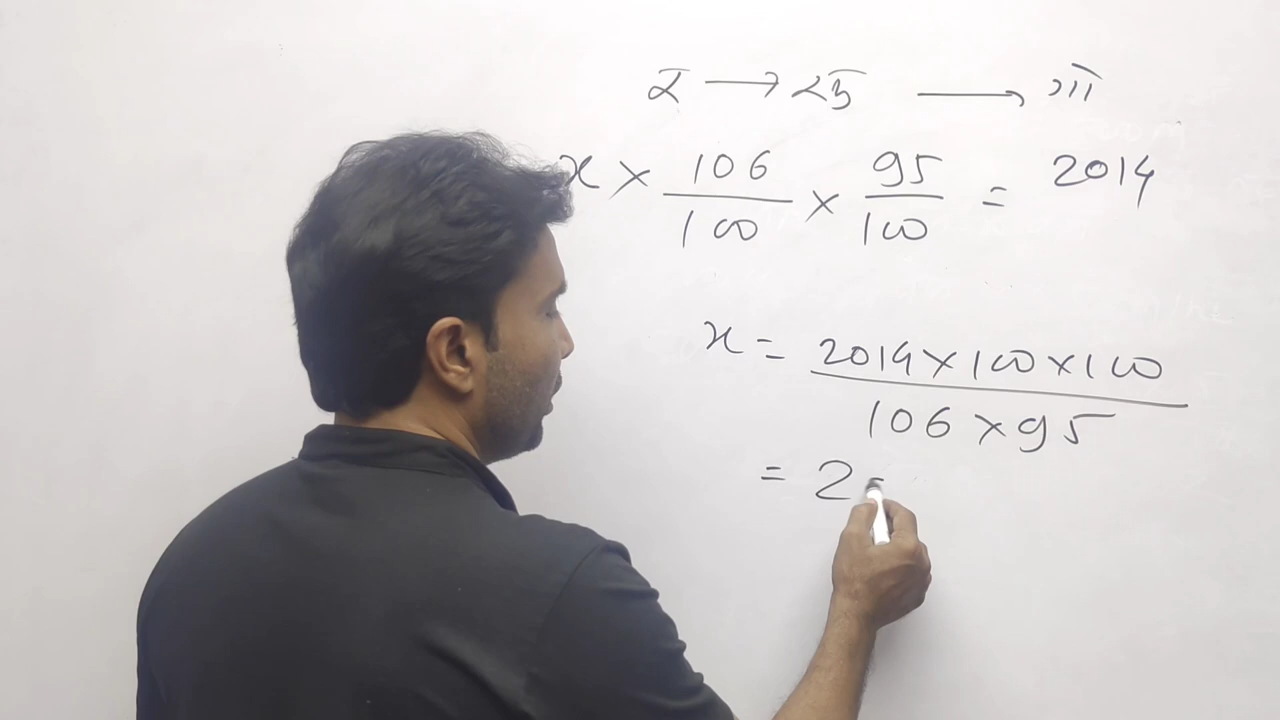 ক → খ → গ
x × 106/100 × 95/100 = 2014
x = 2014×100×100 / 106×95
= 2